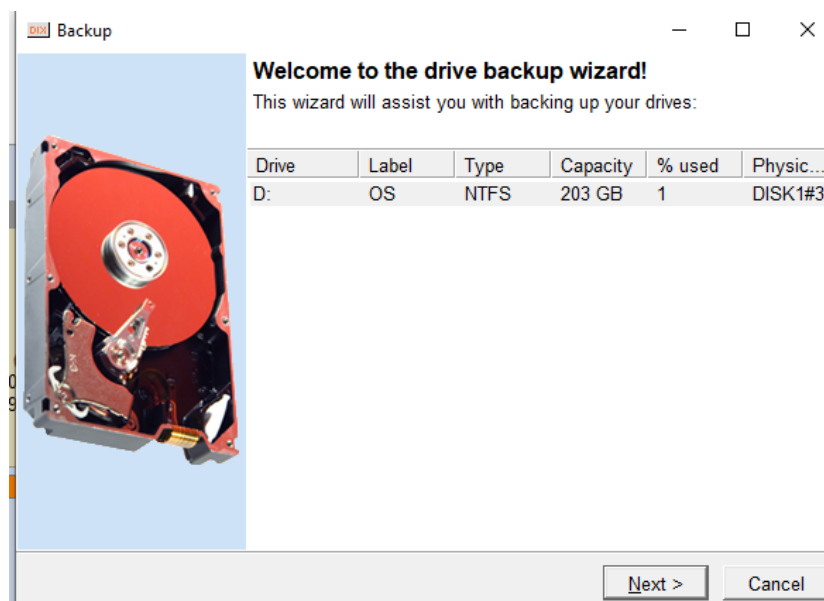 DIX Backup
Welcome to the drive backup wizard!
This wizard will assist you with backing up your drives:
Drive Label Type Capacity % used Physic...
D: OS NTFS 203 GB 1 DISK1#3
Next > Cancel